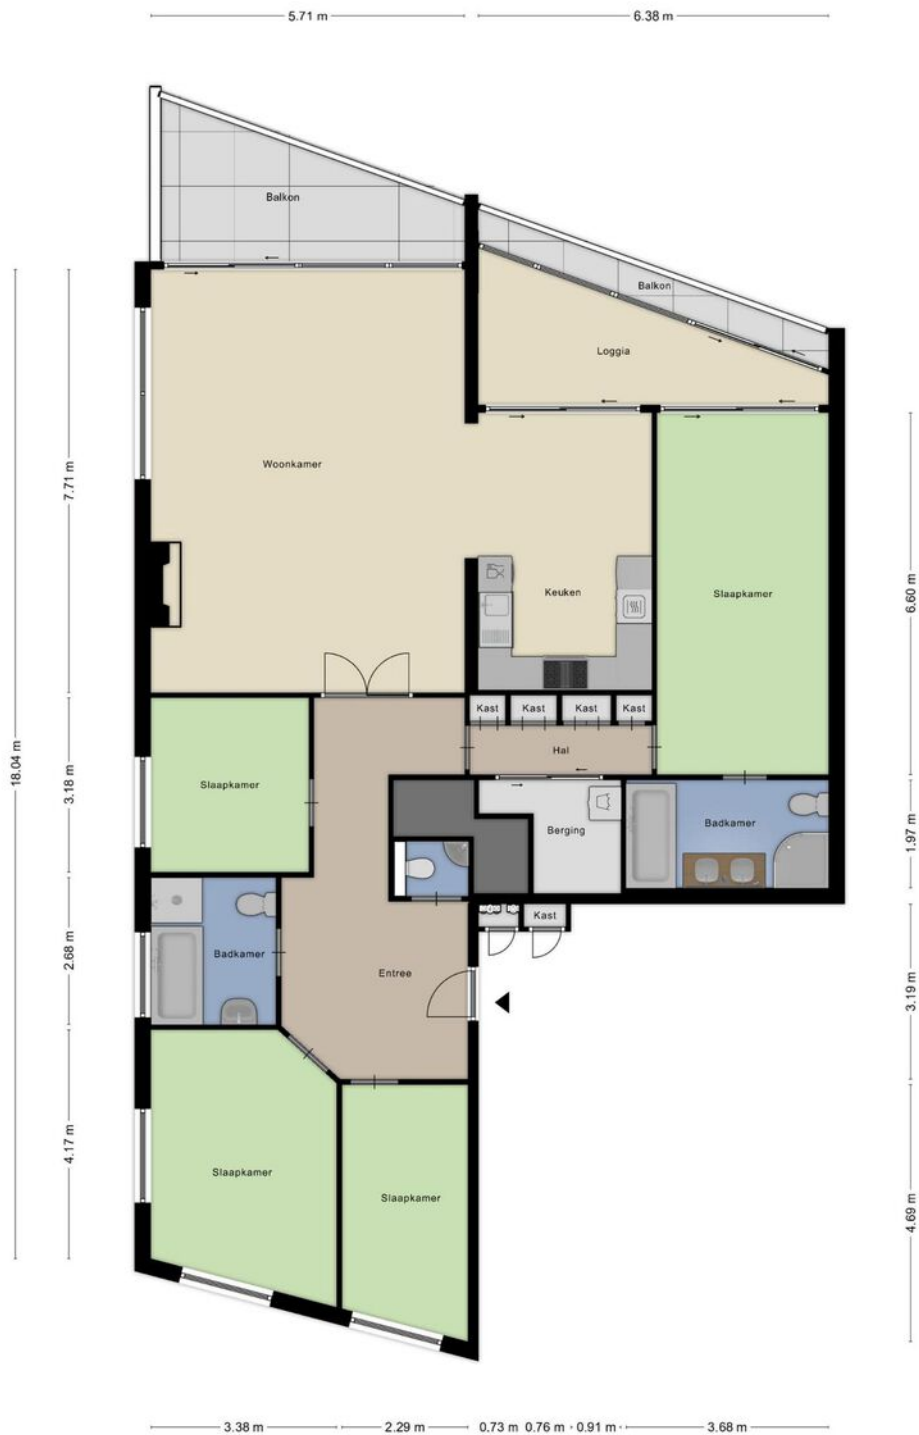 5.71 m
6.38 m
Balkon
Balkon
Loggia
Woonkamer
7.71 m
Keuken
Slaapkamer
6.60 m
Kast
Kast
Kast
Kast
Hal
18.04 m
3.18 m
Slaapkamer
Berging
Badkamer
1.97 m
Kast
2.68 m
Badkamer
Entree
3.19 m
4.17 m
Slaapkamer
Slaapkamer
4.69 m
3.38 m
2.29 m
0.73 m
0.76 m
0.91 m
3.68 m